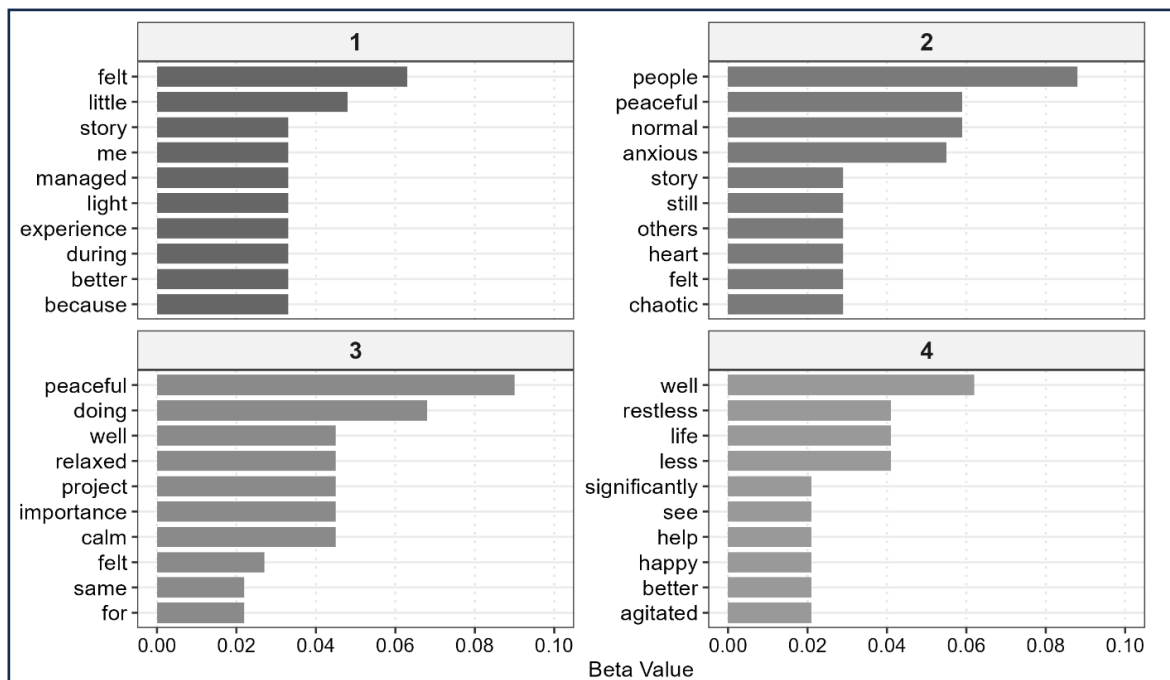 1
felt
little
story
me
managed
light
experience
during
better
because
2
people
peaceful
normal
anxious
story
still
others
heart
felt
chaotic
3
peaceful
doing
well
relaxed
project
importance
calm
felt
same
for
0.00 0.02 0.04 0.06 0.08 0.10
4
well
restless
life
less
significantly
see
help
happy
better
agitated
0.00 0.02 0.04 0.06 0.08 0.10
Beta Value